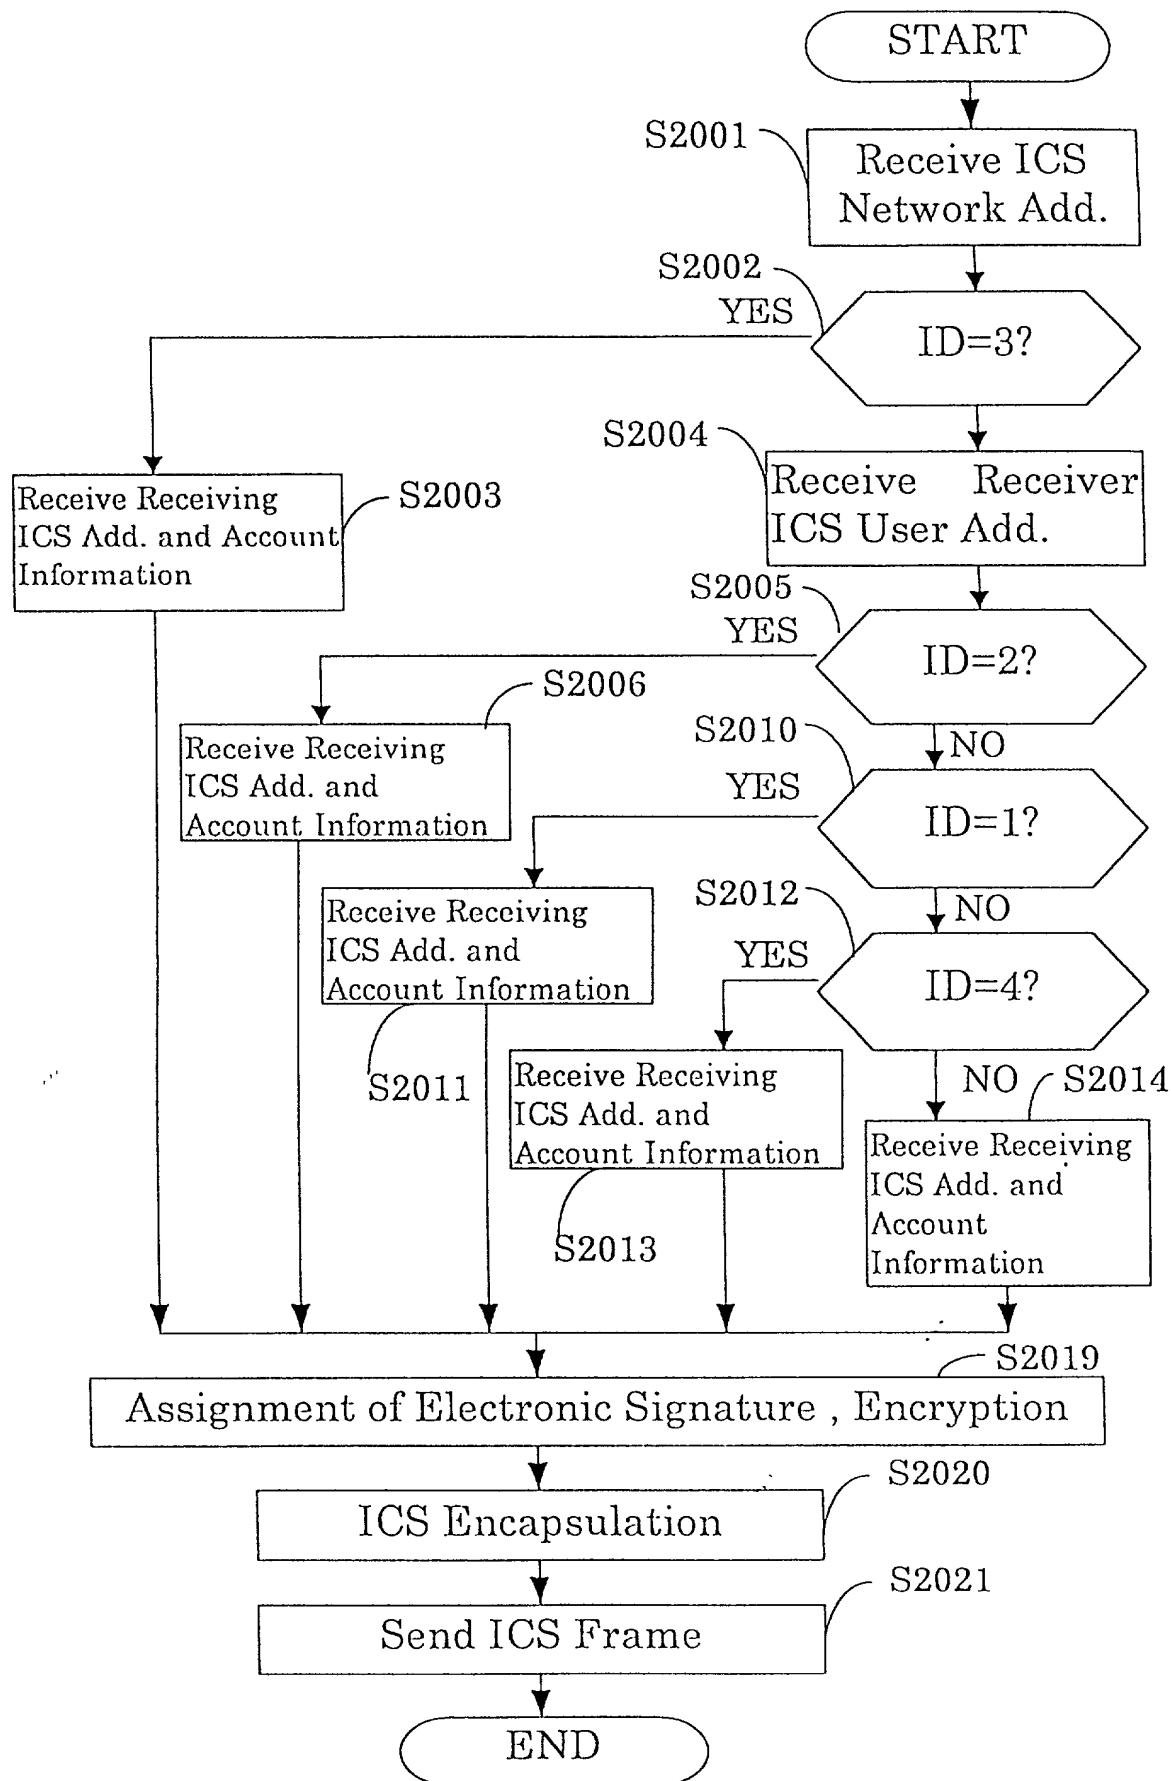 START
S2001
Receive ICS
Network Add.
S2002
YES
ID=3?
S2004
Receive Receiver
ICS User Add.
Receive Receiving
ICS Add. and Account
Information
S2003
S2005
YES
ID=2?
S2006
NO
Receive Receiving
ICS Add. and
Account Information
S2010
YES
ID=1?
NO
Receive Receiving
ICS Add. and
Account Information
S2011
S2012
YES
ID=4?
NO
Receive Receiving
ICS Add. and
Account Information
S2013
S2014
Receive Receiving
ICS Add. and
Account
Information
S2019
Assignment of Electronic Signature , Encryption
S2020
ICS Encapsulation
S2021
Send ICS Frame
END